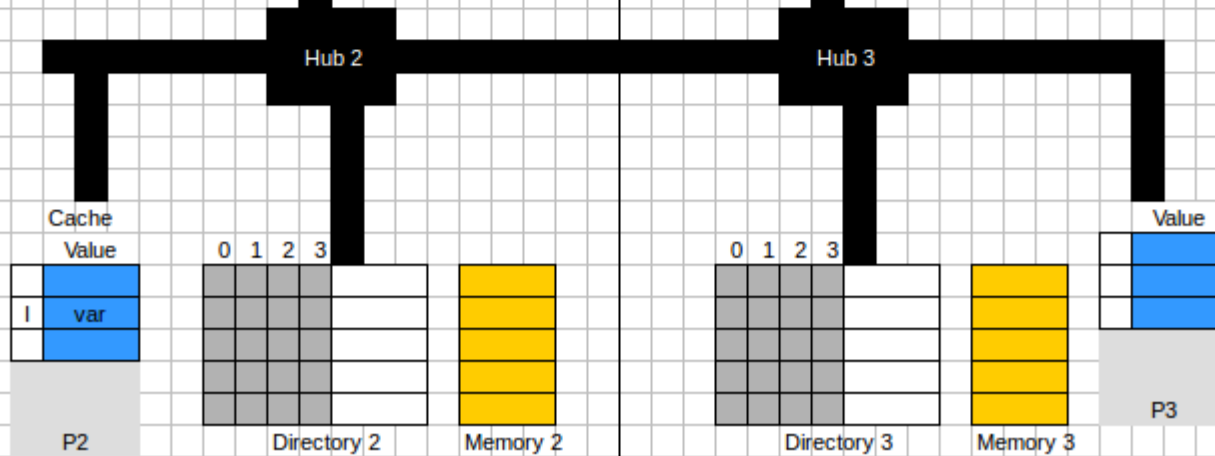 Hub 2 Hub 3
Cache Value
Value 0 1 2 3 0 1 2 3
I var
P3
P2 Directory 2 Memory 2 Directory 3 Memory 3